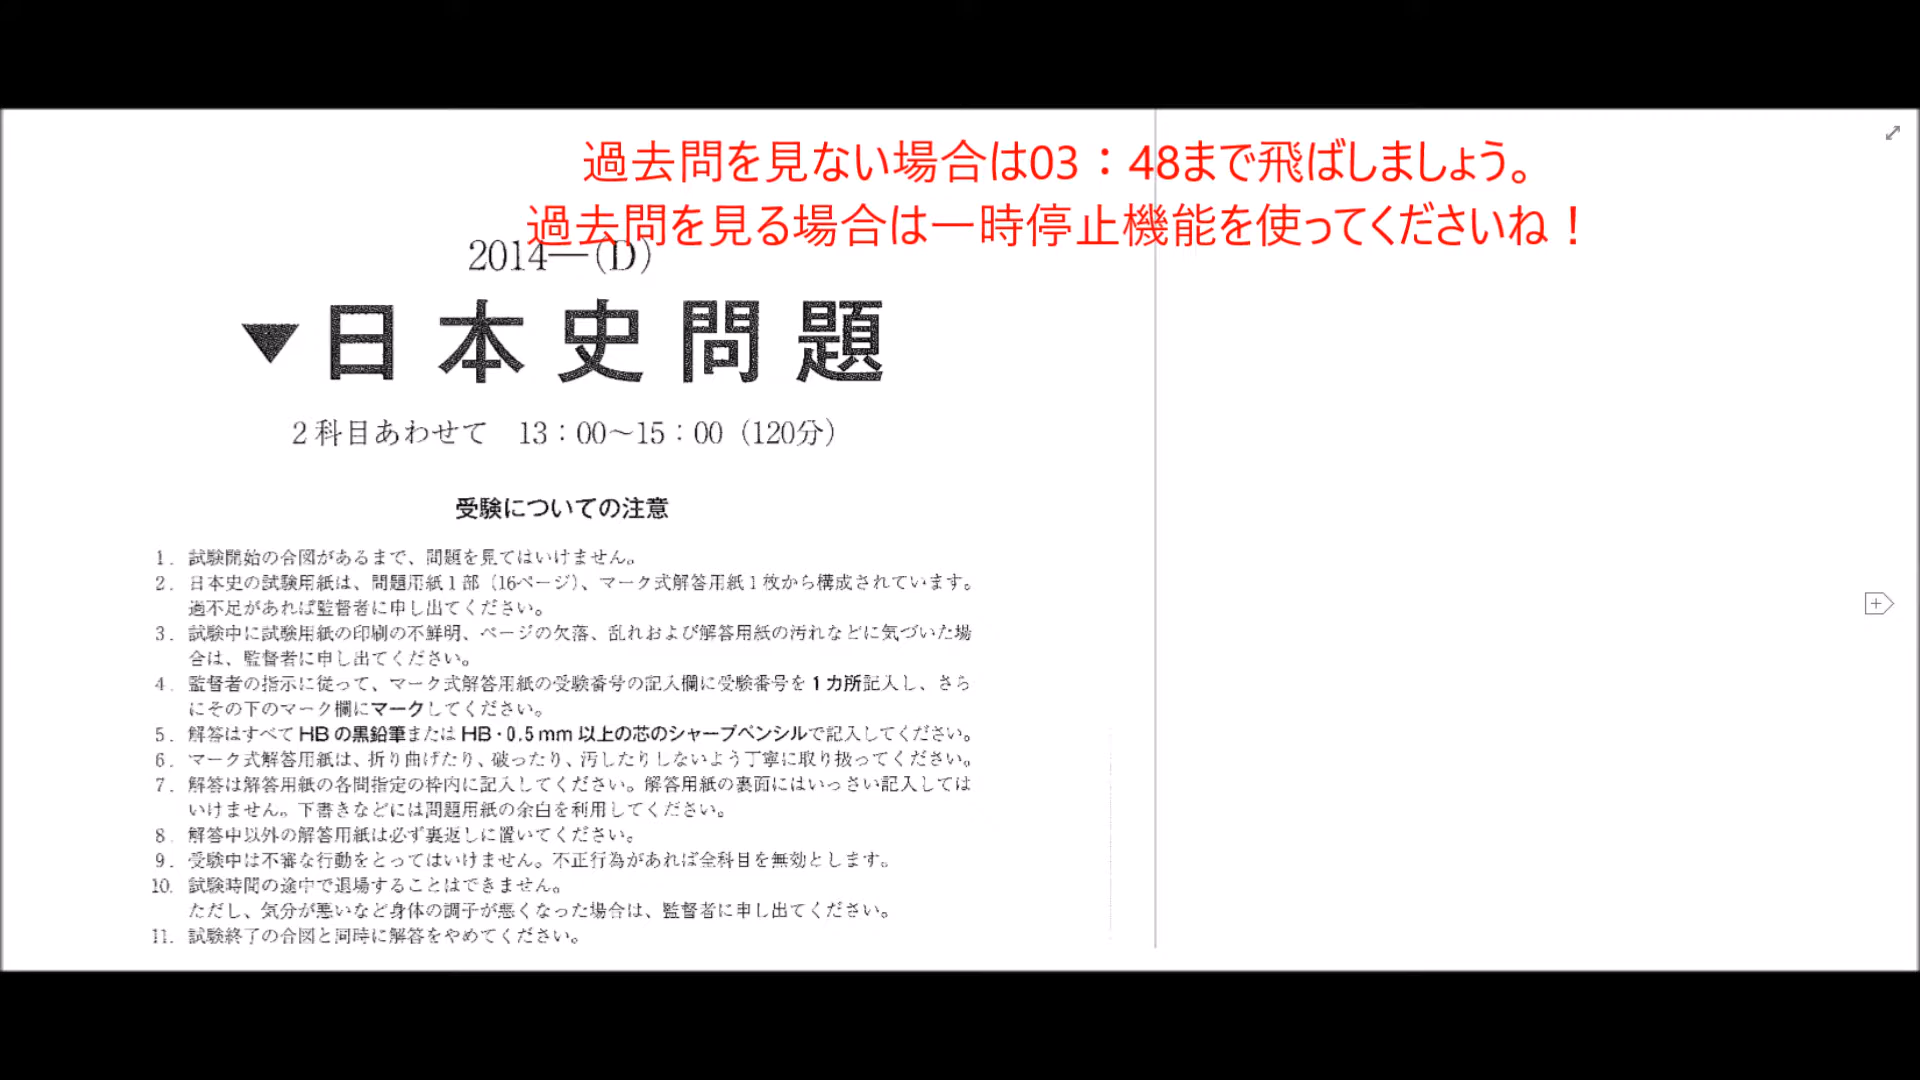 過去問を見ない場合は03：48まで飛ばしましょう。
過去問を見る場合は一時停止機能を使ってくださいね！
2014―(D)
▼日本史問題
2科目あわせて　13：00～15：00（120分）
受験についての注意
1．試験開始の合図があるまで、問題を見てはいけません。
2．日本史の試験用紙は、問題用紙1部（16ページ）、マーク式解答用紙1枚から構成されています。
過不足があれば監督者に申し出てください。
3．試験中に試験用紙の印刷の不鮮明、ページの欠落、乱れおよび解答用紙の汚れなどに気づいた場
合は、監督者に申し出てください。
4．監督者の指示に従って、マーク式解答用紙の受験番号の記入欄に受験番号を1カ所記入し、さら
にその下のマーク欄にマークしてください。
5．解答はすべてHBの黒鉛筆またはHB・0.5mm以上の芯のシャープペンシルで記入してください。
6．マーク式解答用紙は、折り曲げたり、破ったり、汚したりしないよう丁寧に取り扱ってください。
7．解答は解答用紙の各問指定の枠内に記入してください。解答用紙の裏面にはいっさい記入しては
いけません。下書きなどには問題用紙の余白を利用してください。
8．解答中以外の解答用紙は必ず裏返しに置いてください。
9．受験中は不審な行動をとってはいけません。不正行為があれば全科目を無効とします。
10．試験時間の途中で退場することはできません。
ただし、気分が悪いなど身体の調子が悪くなった場合は、監督者に申し出てください。
11．試験終了の合図と同時に解答をやめてください。